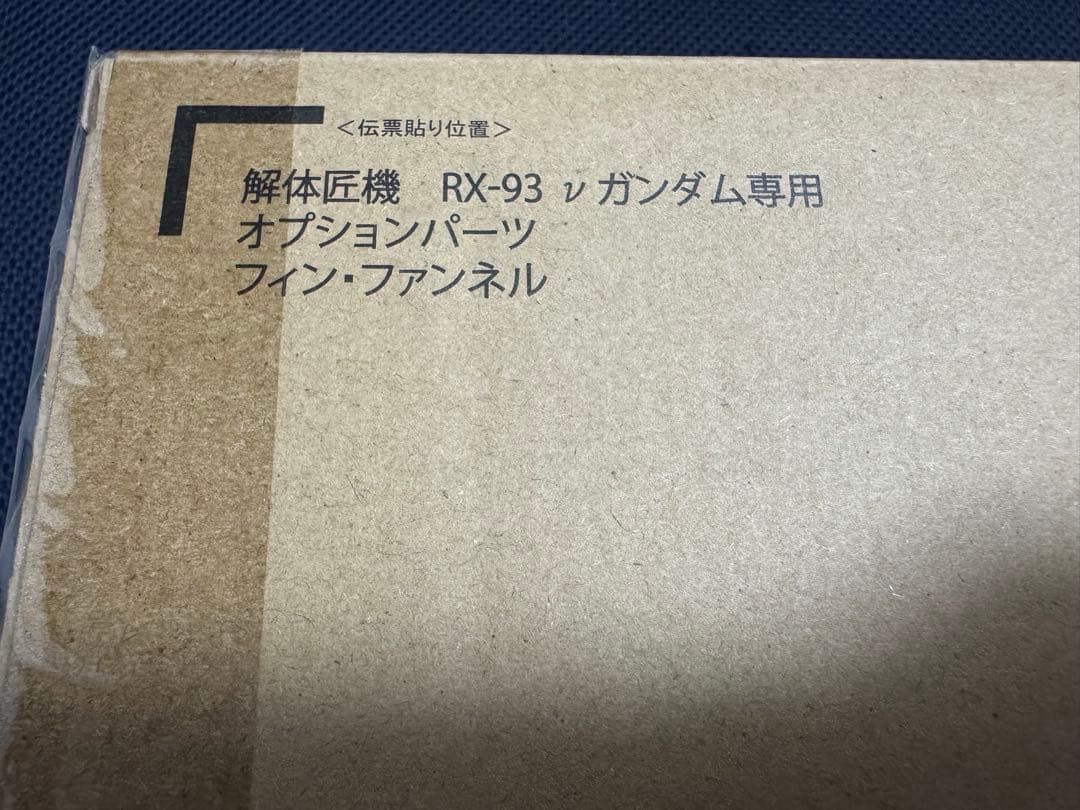 ＜伝票貼り位置＞
解体匠機　RX-93 ν ガンダム専用
オプションパーツ
フィン・ファンネル